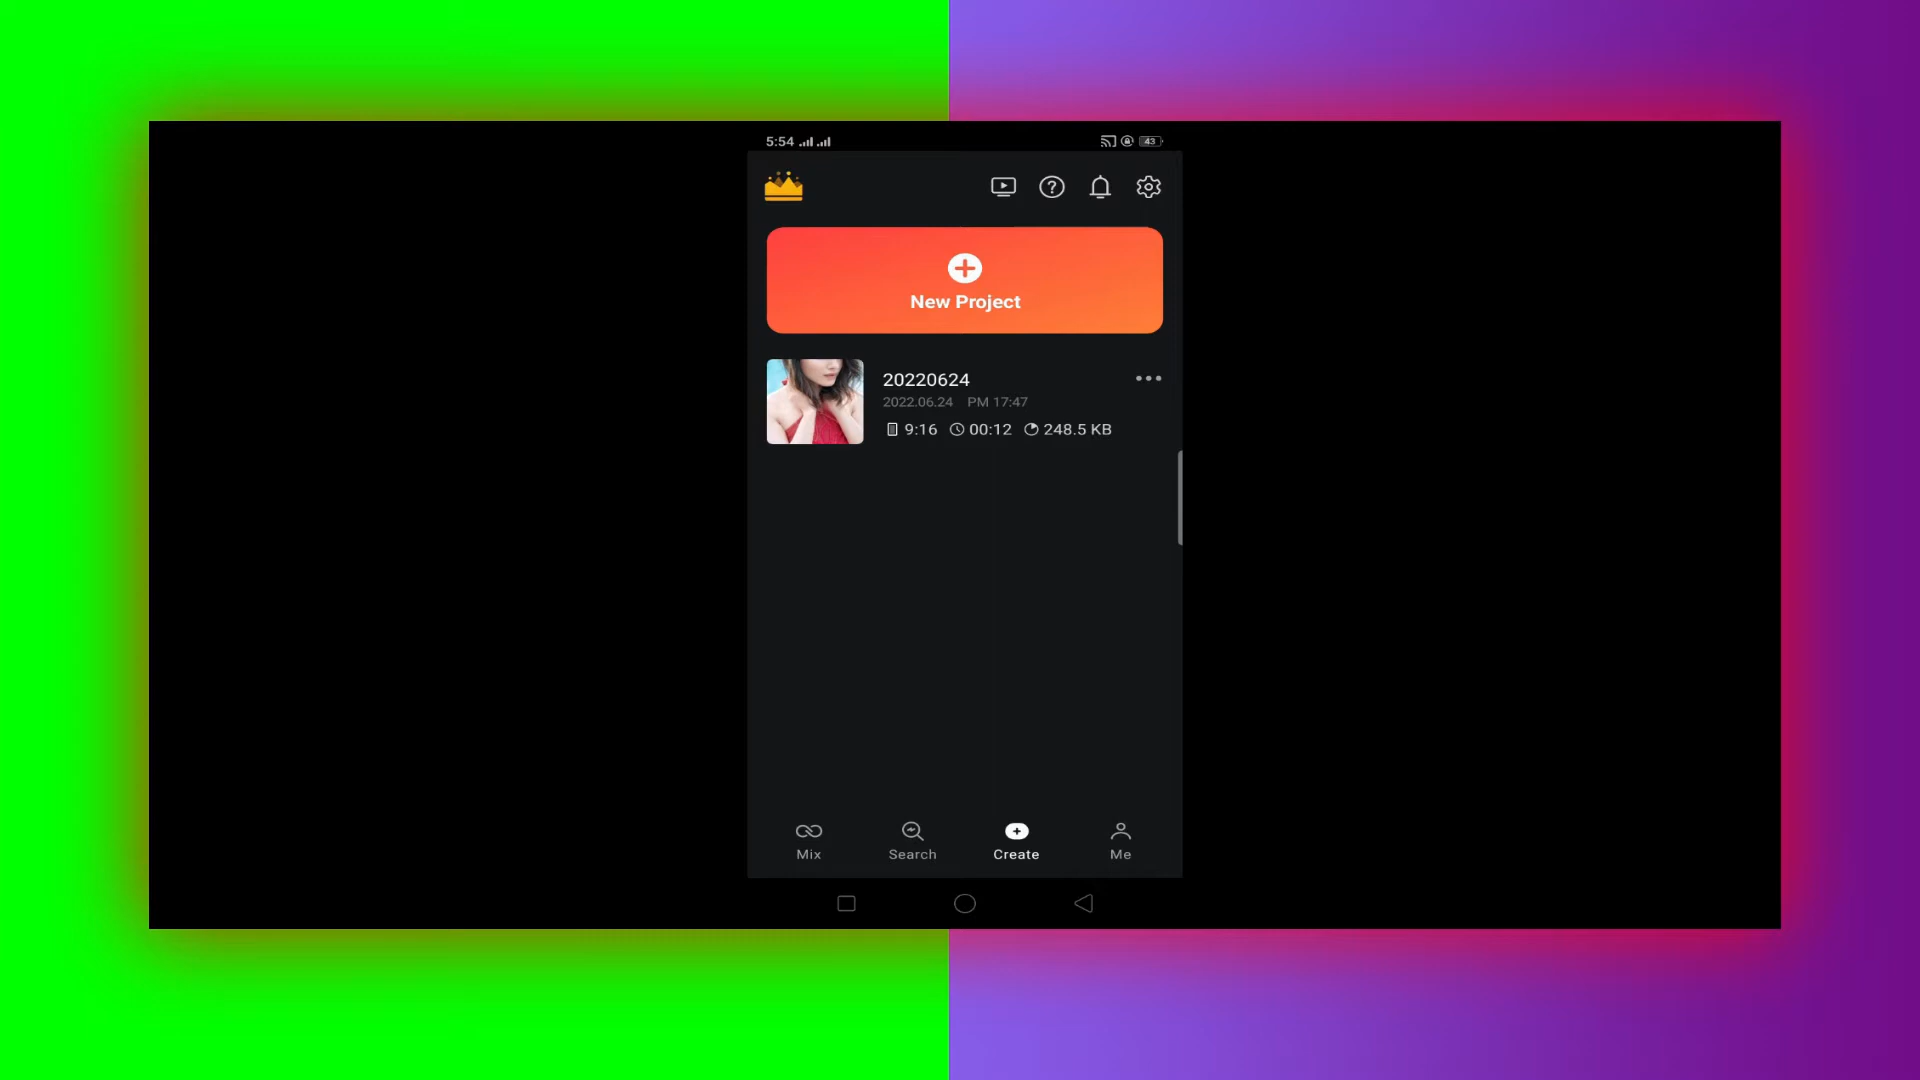 5:54 43
New Project
20220624
2022.06.24 PM 17:47
9:16 00:12 248.5 KB
Mix Search Create Me